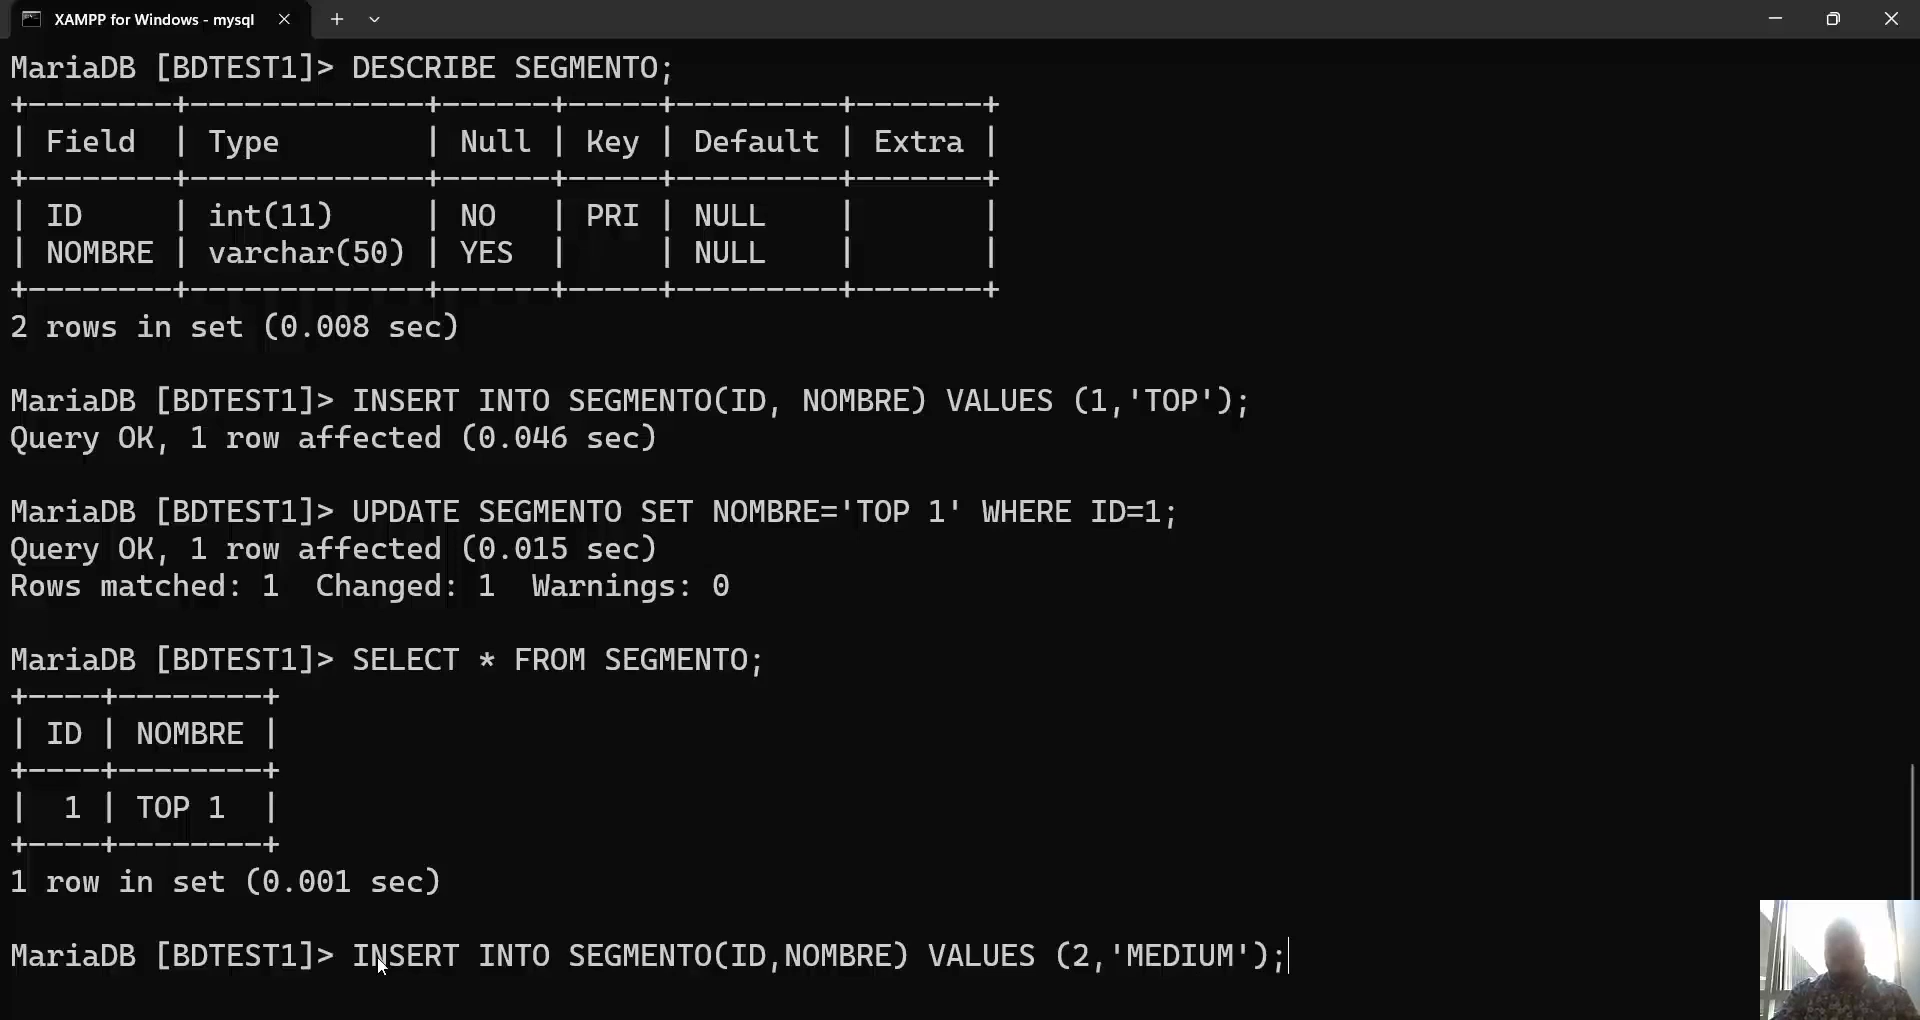 XAMPP for Windows - mysql
MariaDB [BDTEST1]> DESCRIBE SEGMENTO;
+--------+-------------+------+-----+---------+-------+
| Field  | Type        | Null | Key | Default | Extra |
+--------+-------------+------+-----+---------+-------+
| ID     | int(11)     | NO   | PRI | NULL    |       |
| NOMBRE | varchar(50) | YES  |     | NULL    |       |
+--------+-------------+------+-----+---------+-------+
2 rows in set (0.008 sec)
MariaDB [BDTEST1]> INSERT INTO SEGMENTO(ID, NOMBRE) VALUES (1,'TOP');
Query OK, 1 row affected (0.046 sec)
MariaDB [BDTEST1]> UPDATE SEGMENTO SET NOMBRE='TOP 1' WHERE ID=1;
Query OK, 1 row affected (0.015 sec)
Rows matched: 1  Changed: 1  Warnings: 0
MariaDB [BDTEST1]> SELECT * FROM SEGMENTO;
+----+--------+
| ID | NOMBRE |
+----+--------+
|  1 | TOP 1  |
+----+--------+
1 row in set (0.001 sec)
MariaDB [BDTEST1]> INSERT INTO SEGMENTO(ID,NOMBRE) VALUES (2,'MEDIUM');